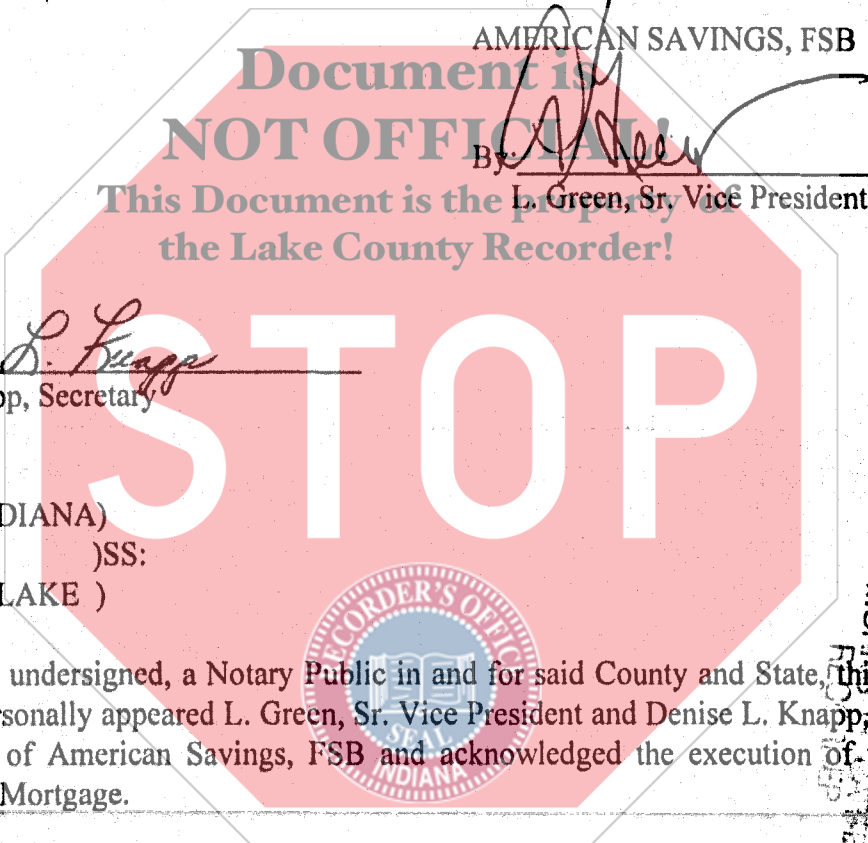 AMERICAN SAVINGS, FSB
Document is
NOT OFFICIAL!
By:
L. Green, Sr. Vice President
This Document is the property of
the Lake County Recorder!
L. Knapp
pp, Secretary
STOP
DIANA)
)SS:
LAKE )
RECORDER'S OFFICE
SEAL
INDIANA
undersigned, a Notary Public in and for said County and State, thi
rsonally appeared L. Green, Sr. Vice President and Denise L. Knapp,
of American Savings, FSB and acknowledged the execution of
Mortgage.